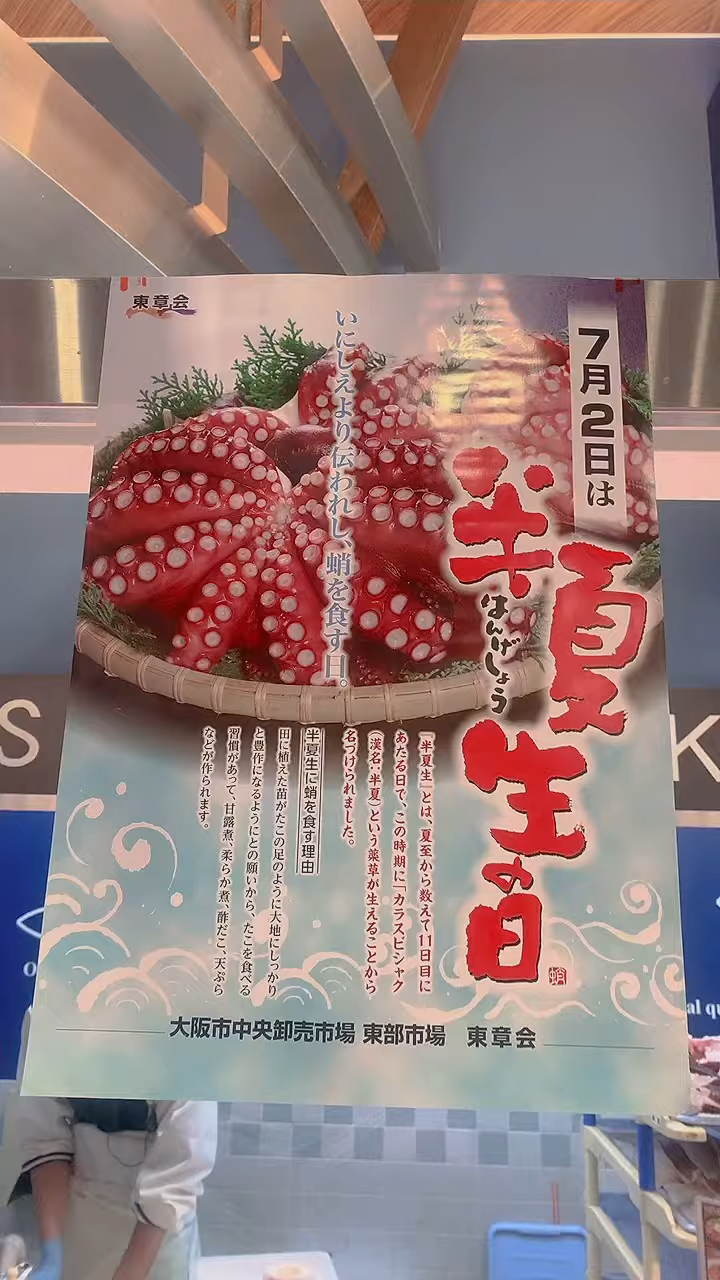 東章会
7月2日は
半夏生の日
はんげしょう
いにしえより伝われし、蛸を食す日。
『半夏生』とは、夏至から数えて11日目に
あたる日で、この時期に「カラスビシャク
(漢名：半夏)という薬草が生えることから
名づけられました。
半夏生に蛸を食す理由
田に植えた苗がたこの足のように大地にしっかり
と豊作になるようにとの願いから、たこを食べる
習慣があって、甘露煮、柔らか煮、酢だこ、天ぷら
などが作られます。
蛸
大阪市中央卸売市場 東部市場 東章会
S
K